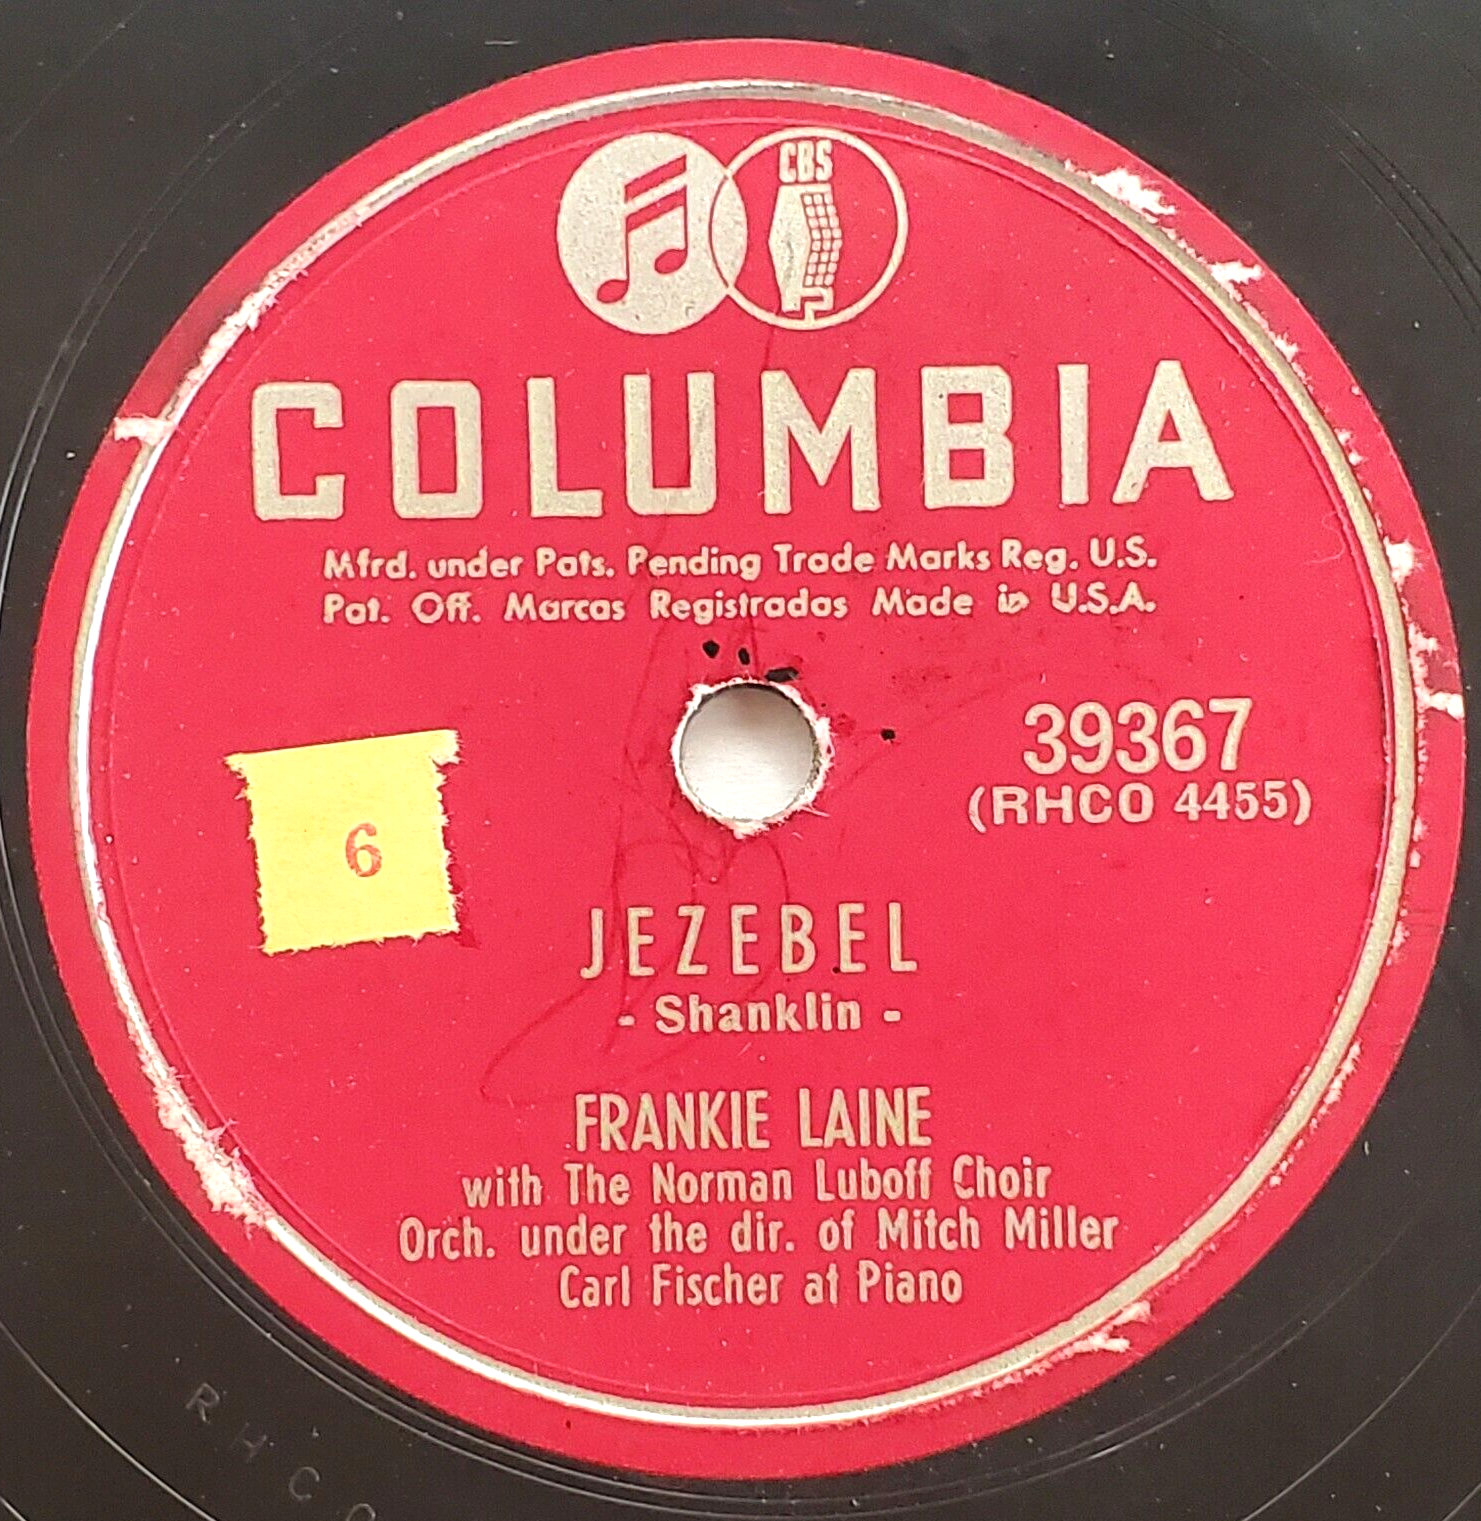 CBS
COLUMBIA
Mfrd. under Pats. Pending Trade Marks Reg. U.S.
Pat. Off. Marcas Registradas Made in U.S.A.
39367
(RHCO 4455)
6
JEZEBEL
- Shanklin -
FRANKIE LAINE
with The Norman Luboff Choir
Orch. under the dir. of Mitch Miller
Carl Fischer at Piano
RHCO